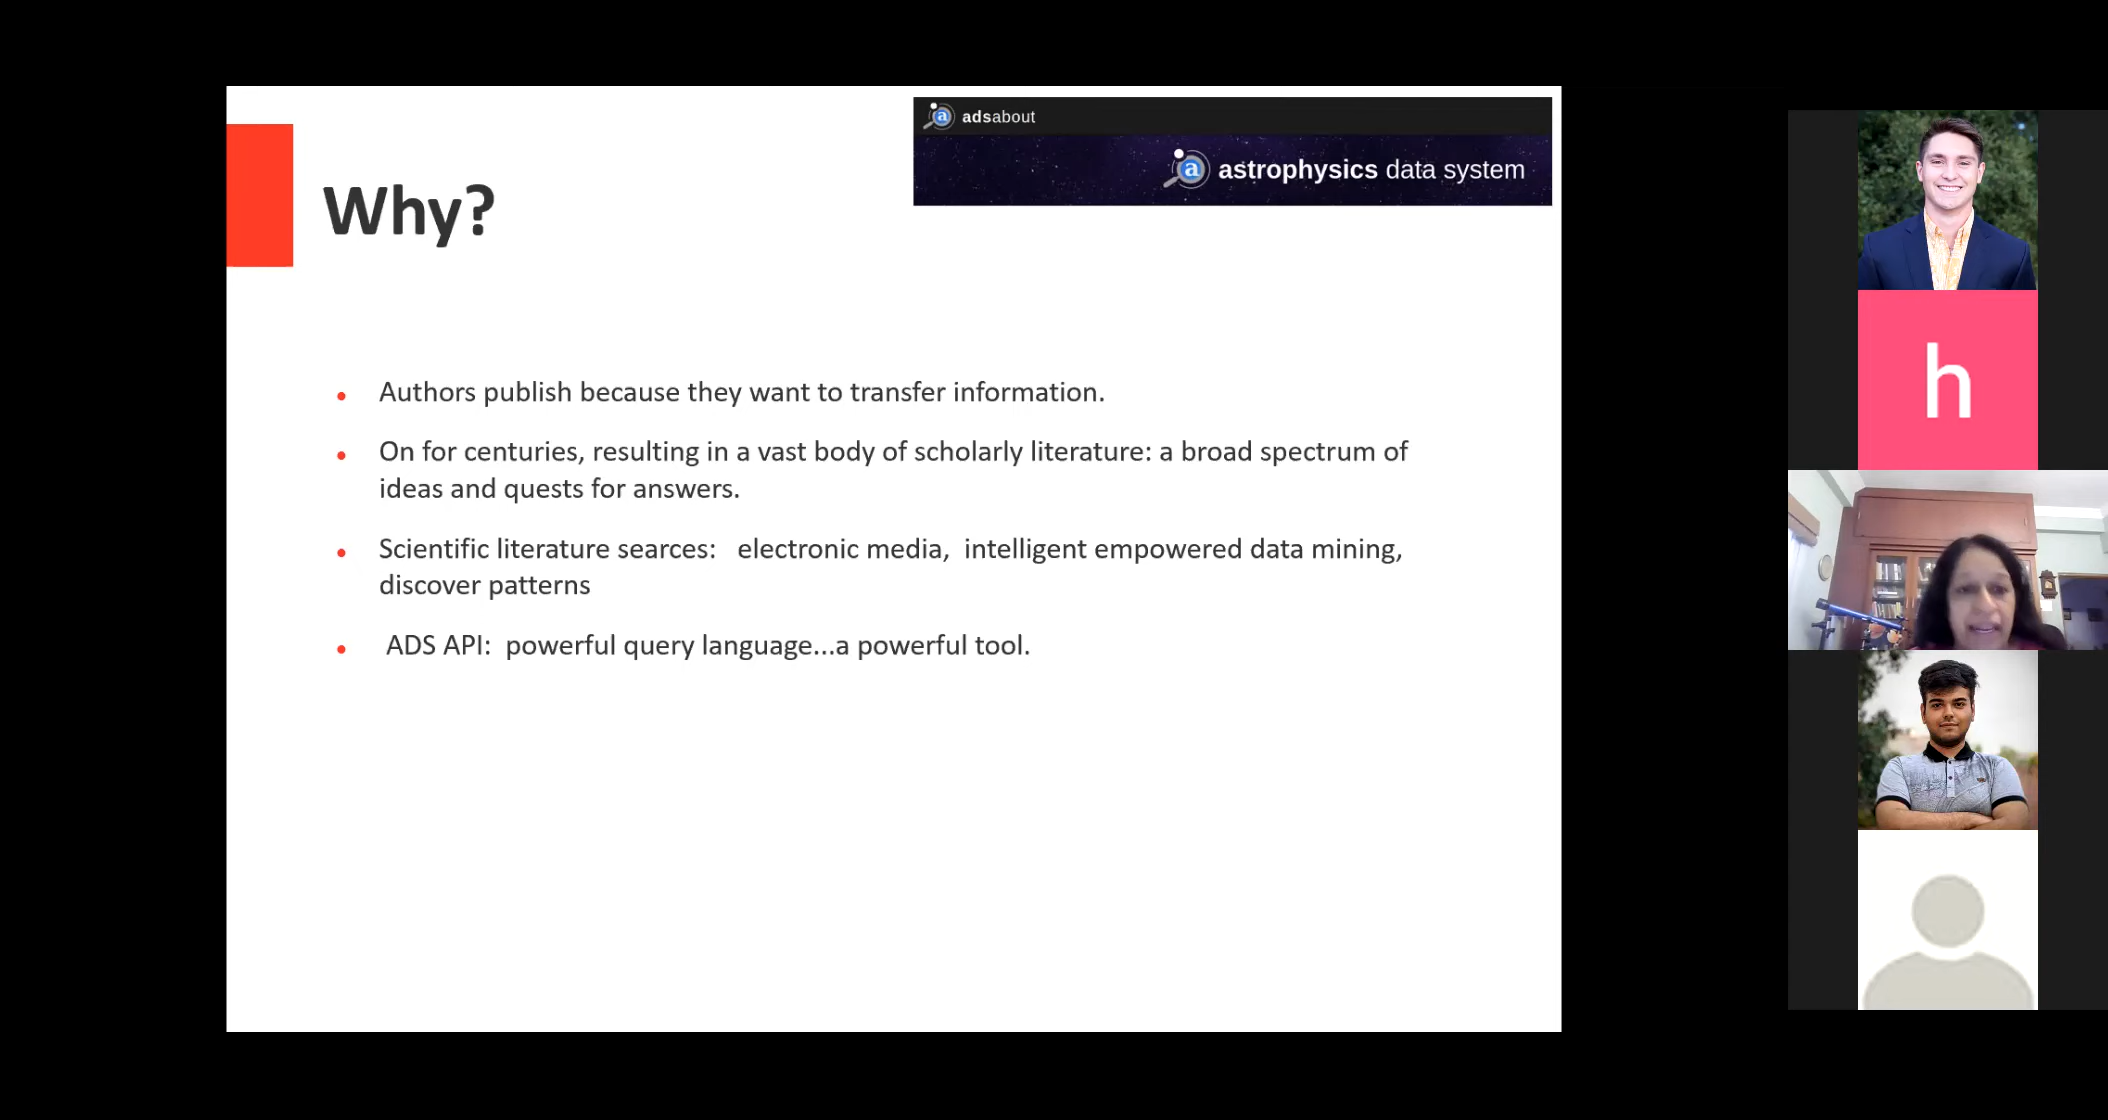 adsabout
a astrophysics data system
Why?
Authors publish because they want to transfer information.
On for centuries, resulting in a vast body of scholarly literature: a broad spectrum of
ideas and quests for answers.
Scientific literature searces: electronic media, intelligent empowered data mining,
discover patterns
ADS API: powerful query language...a powerful tool.
h